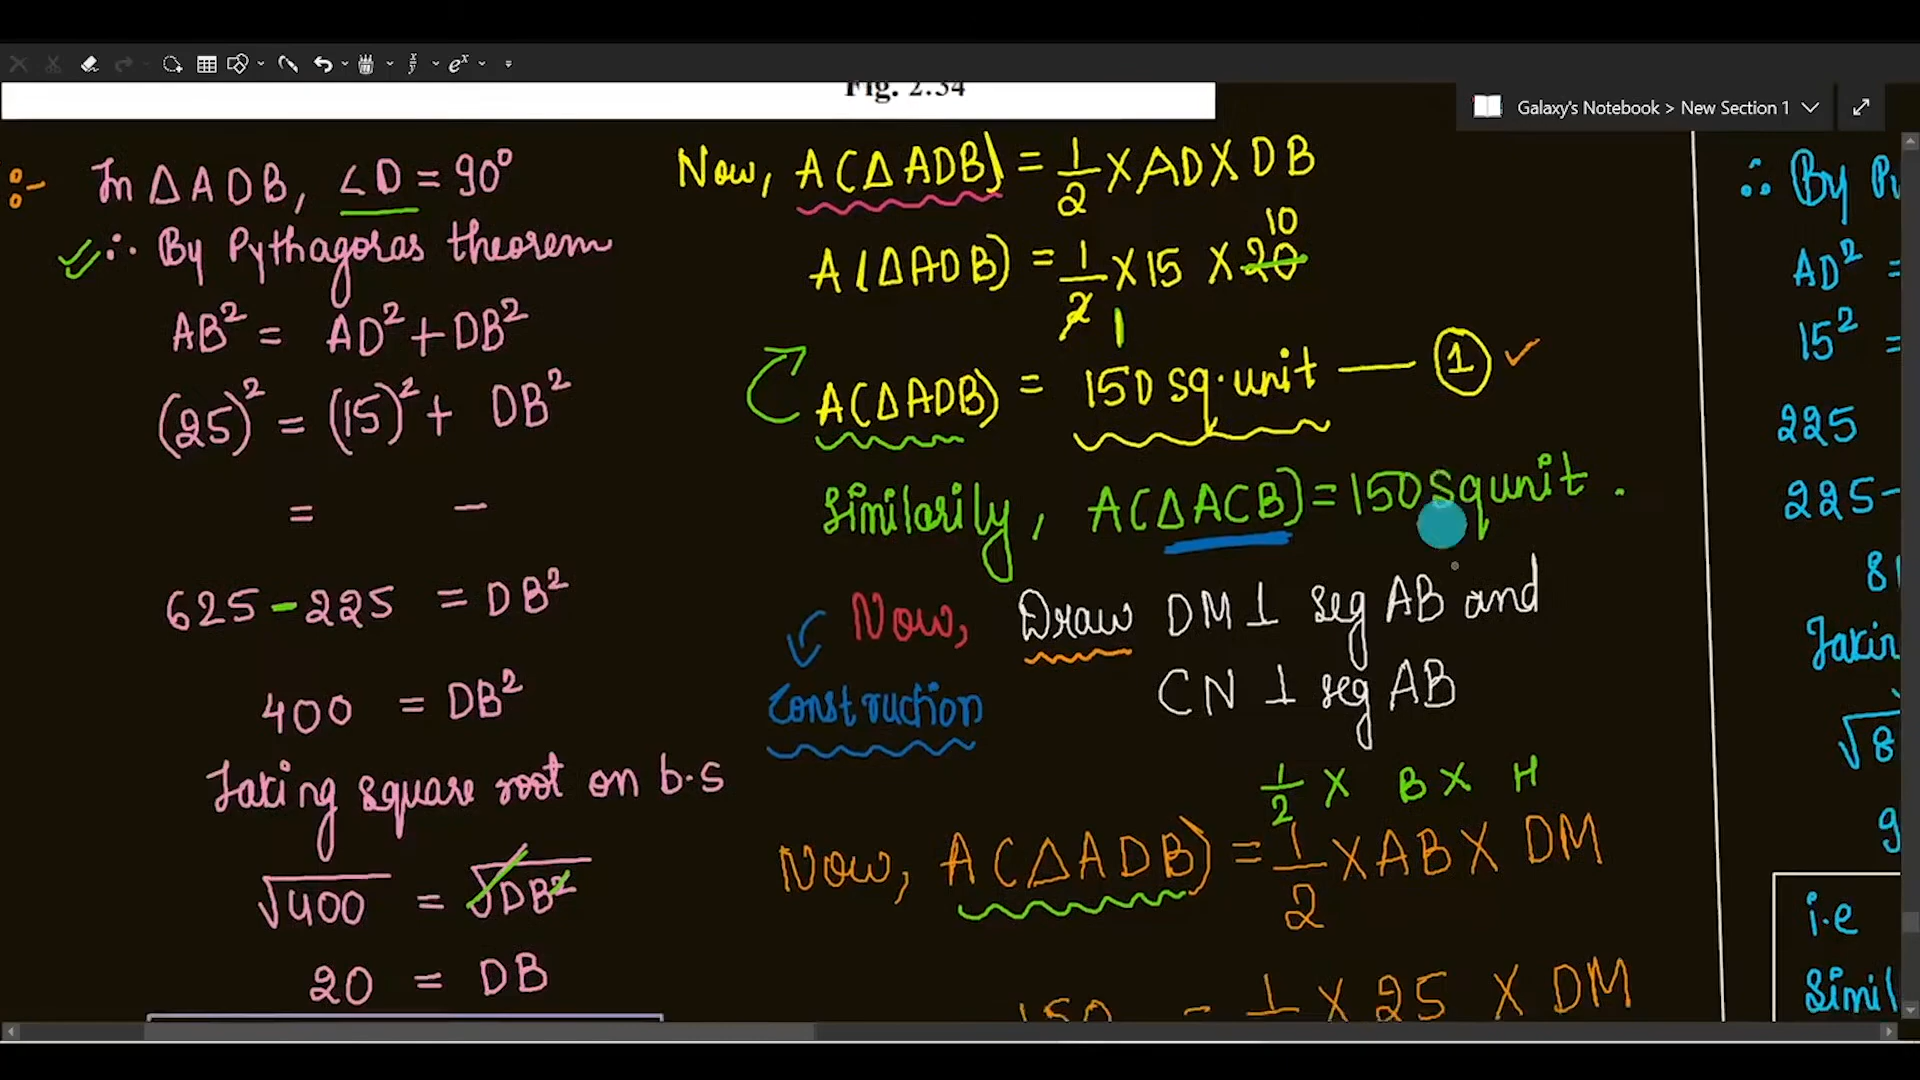 Fig. 2.34
Galaxy's Notebook > New Section 1
In △ADB, ∠D = 90°
∴ By Pythagoras theorem
AB² = AD² + DB²
(25)² = (15)² + DB²
= −
625 - 225 = DB²
400 = DB²
Taking square root on b.s
√400 = √DB²
20 = DB
Now, A(△ADB) = 1/2 X AD X DB
10
A(△ADB) = 1/2 X 15 X 20
1
A(△ADB) = 150 sq.unit — 1
Similarily, A(△ACB) = 150 Sq unit.
Now, Draw DM ⊥ seg AB and
CN ⊥ seg AB
Construction
1/2 X B X H
Now, A(△ADB) = 1/2 X AB X DM
150 = 1 X 25 X DM
∴ By
AD² =
15² =
225
225-
√8
i.e